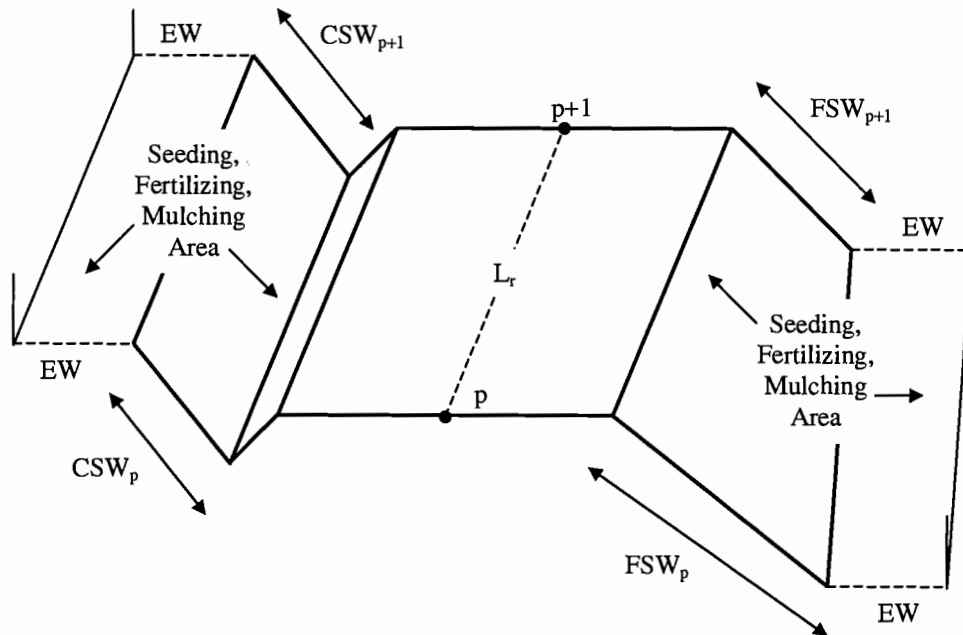 EW
CSWp+1
p+1
FSWp+1
Seeding,
Fertilizing,
Mulching
Area
EW
Lr
Seeding,
Fertilizing,
Mulching
Area
EW
p
CSWp
FSWp
EW